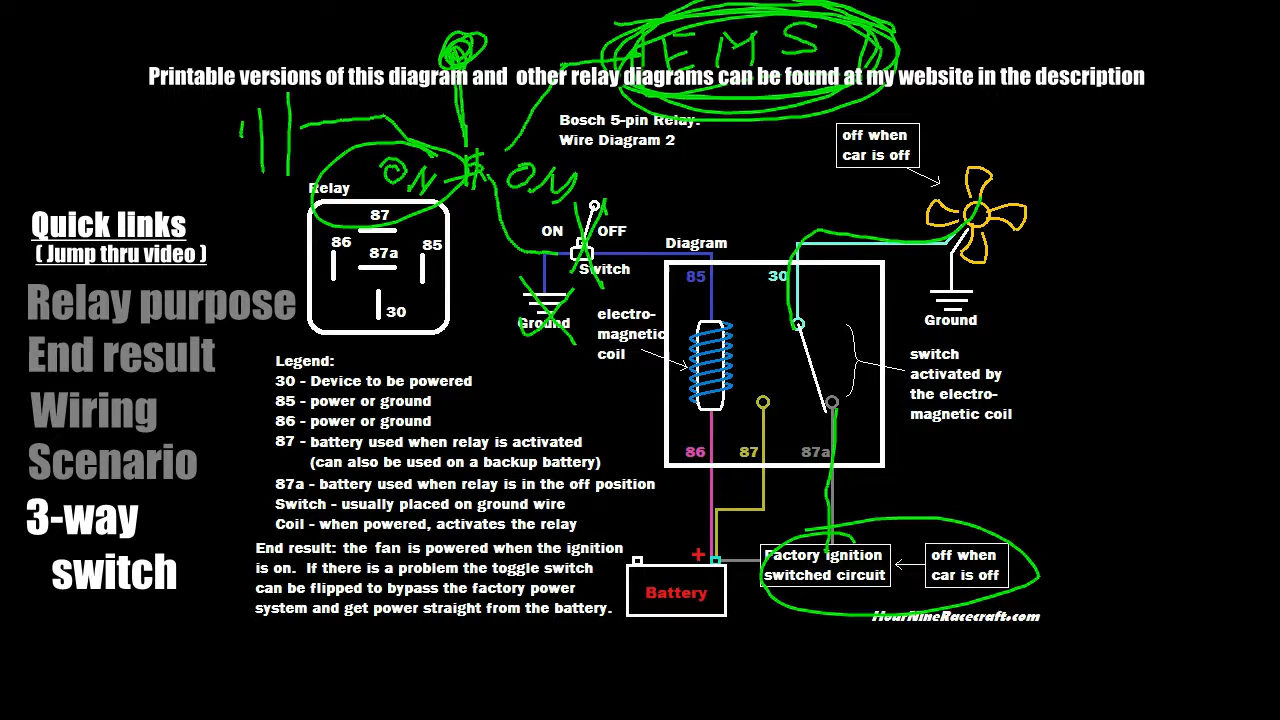 EMS
Printable versions of this diagram and other relay diagrams can be found at my website in the description
Bosch 5-pin Relay.
Wire Diagram 2
off when
car is off
ON
ON
Relay
87
86
87a
85
30
Quick links
( Jump thru video )
Relay purpose
End result
Wiring
Scenario
3-way
switch
ON
OFF
Switch
Ground
Diagram
85
30
electro-
magnetic
coil
86
87
87a
Ground
switch
activated by
the electro-
magnetic coil
Legend:
30 - Device to be powered
85 - power or ground
86 - power or ground
87 - battery used when relay is activated
(can also be used on a backup battery)
87a - battery used when relay is in the off position
Switch - usually placed on ground wire
Coil - when powered, activates the relay
End result: the fan is powered when the ignition
is on. If there is a problem the toggle switch
can be flipped to bypass the factory power
system and get power straight from the battery.
+
Battery
Factory ignition
switched circuit
off when
car is off
HourNineRacecraft.com